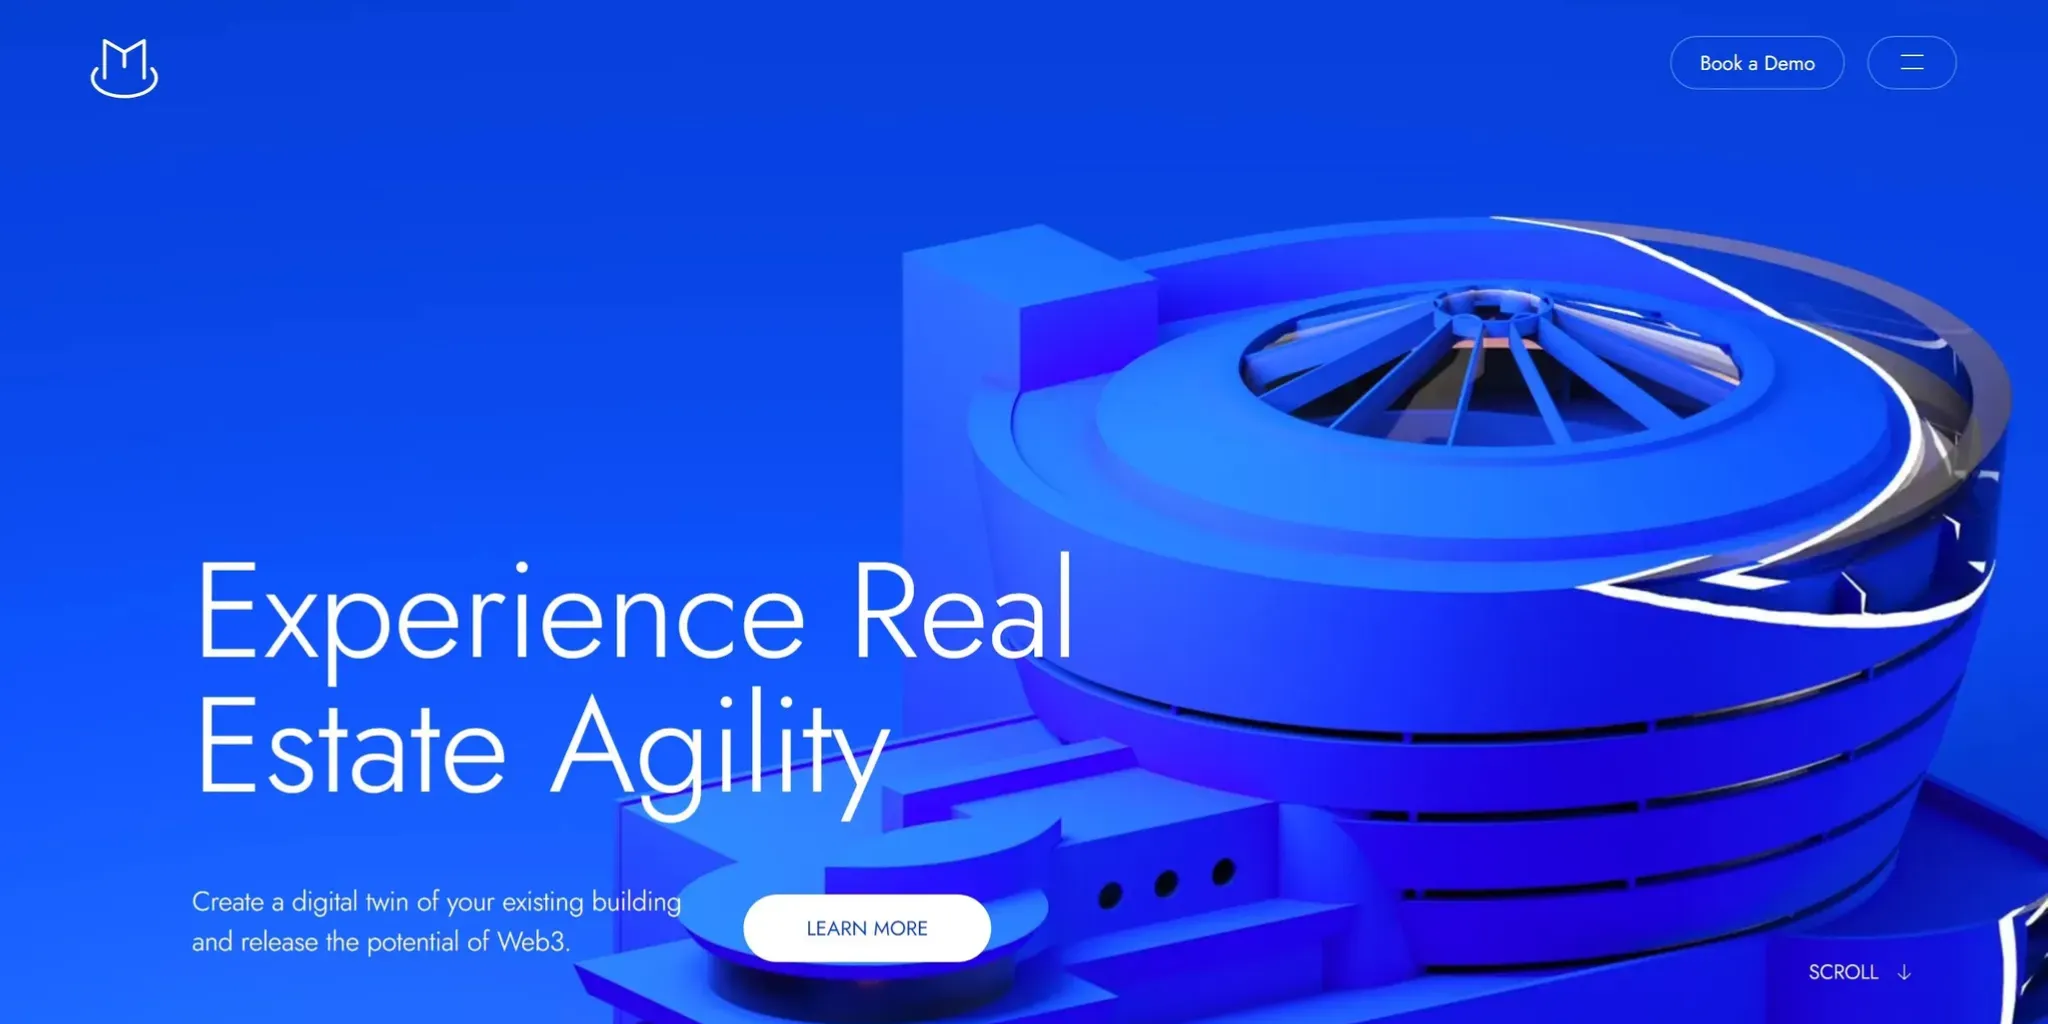 Book a Demo
Experience Real
Estate Agility
Create a digital twin of your existing building
and release the potential of Web3.
LEARN MORE
SCROLL